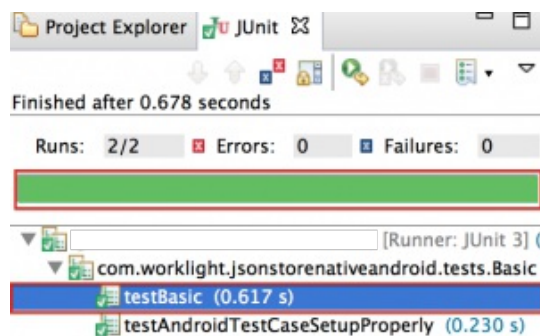 Project Explorer JUnit
Finished after 0.678 seconds
Runs: 2/2 Errors: 0 Failures: 0
[Runner: JUnit 3] (
com.worklight.jsonstorenativeandroid.tests.Basic
testBasic (0.617 s)
testAndroidTestCaseSetupProperly (0.230 s)